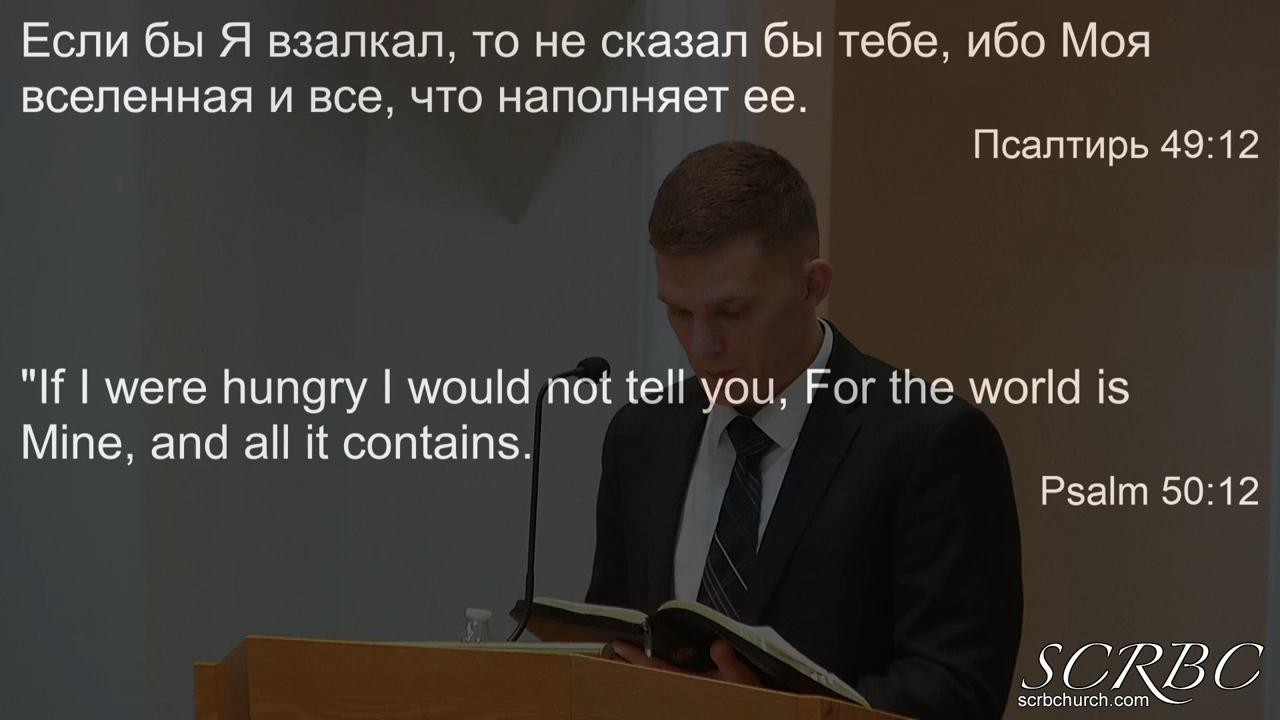 Если бы Я взалкал, то не сказал бы тебе, ибо Моя
вселенная и все, что наполняет ее.
Псалтирь 49:12
"If I were hungry I would not tell you, For the world is
Mine, and all it contains.
Psalm 50:12
SCRBC
scrbchurch.com